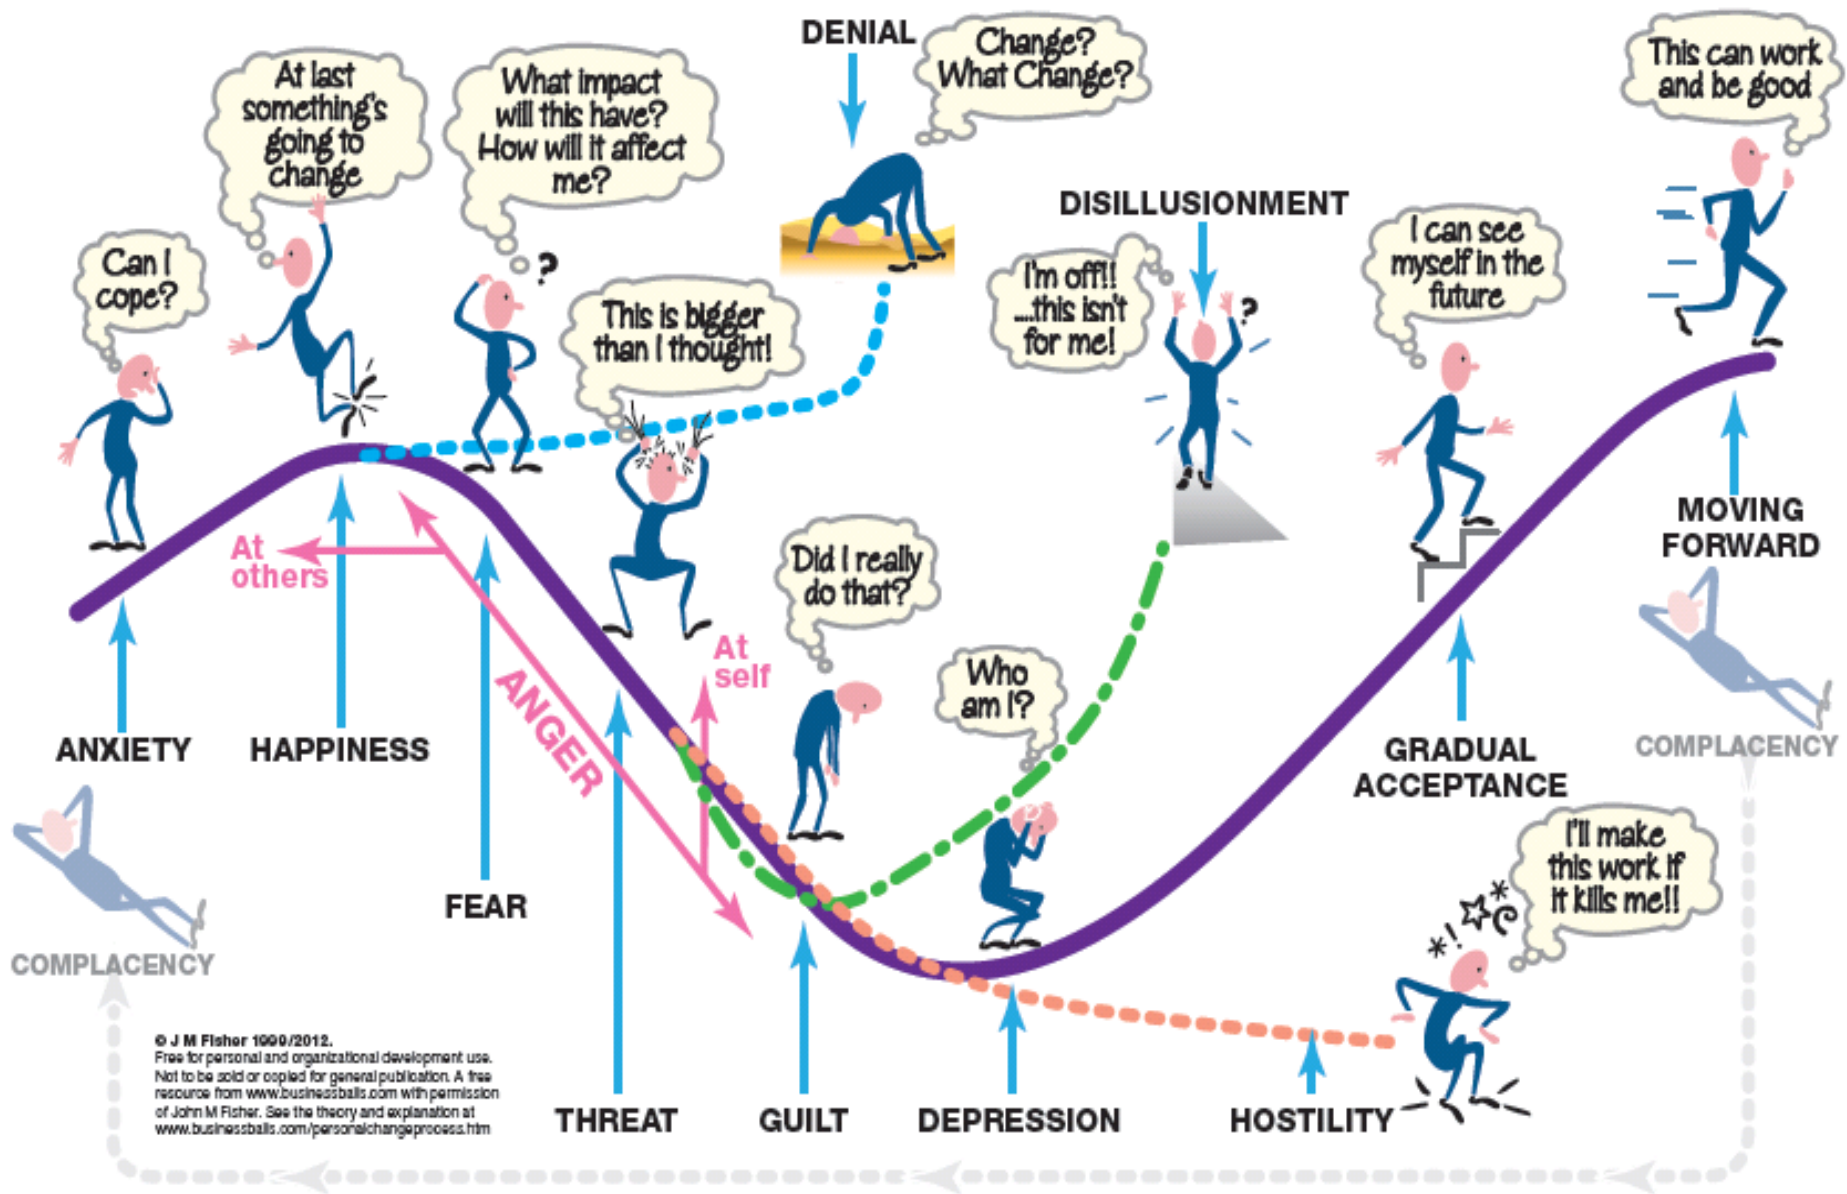 DENIAL
Change?
What Change?
This can work
and be good
At last
something's
going to
change
What impact
will this have?
How will it affect
me?
?
DISILLUSIONMENT
I can see
myself in the
future
Can I
cope?
I'm off!!
....this isn't
for me!
?
This is bigger
than I thought!
MOVING
FORWARD
At
others
Did I really
do that?
At
self
Who
am I?
ANGER
ANXIETY
HAPPINESS
GRADUAL
ACCEPTANCE
COMPLACENCY
I'll make
this work if
it kills me!!
FEAR
COMPLACENCY
*!
*
© J M Fisher 1999/2012.
Free for personal and organizational development use.
Not to be sold or copied for general publication. A free
resource from www.businessballs.com with permission
of John M Fisher. See the theory and explanation at
www.businessballs.com/personalchangeprocess.htm
THREAT
GUILT
DEPRESSION
HOSTILITY